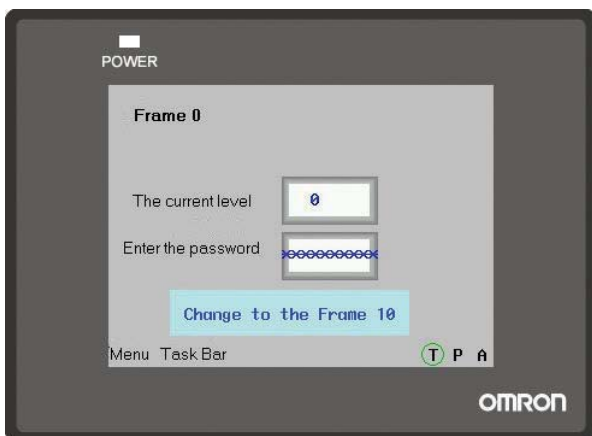 POWER
Frame 0
The current level 0
Enter the password
Change to the Frame 10
Menu Task Bar T P A
OMRON